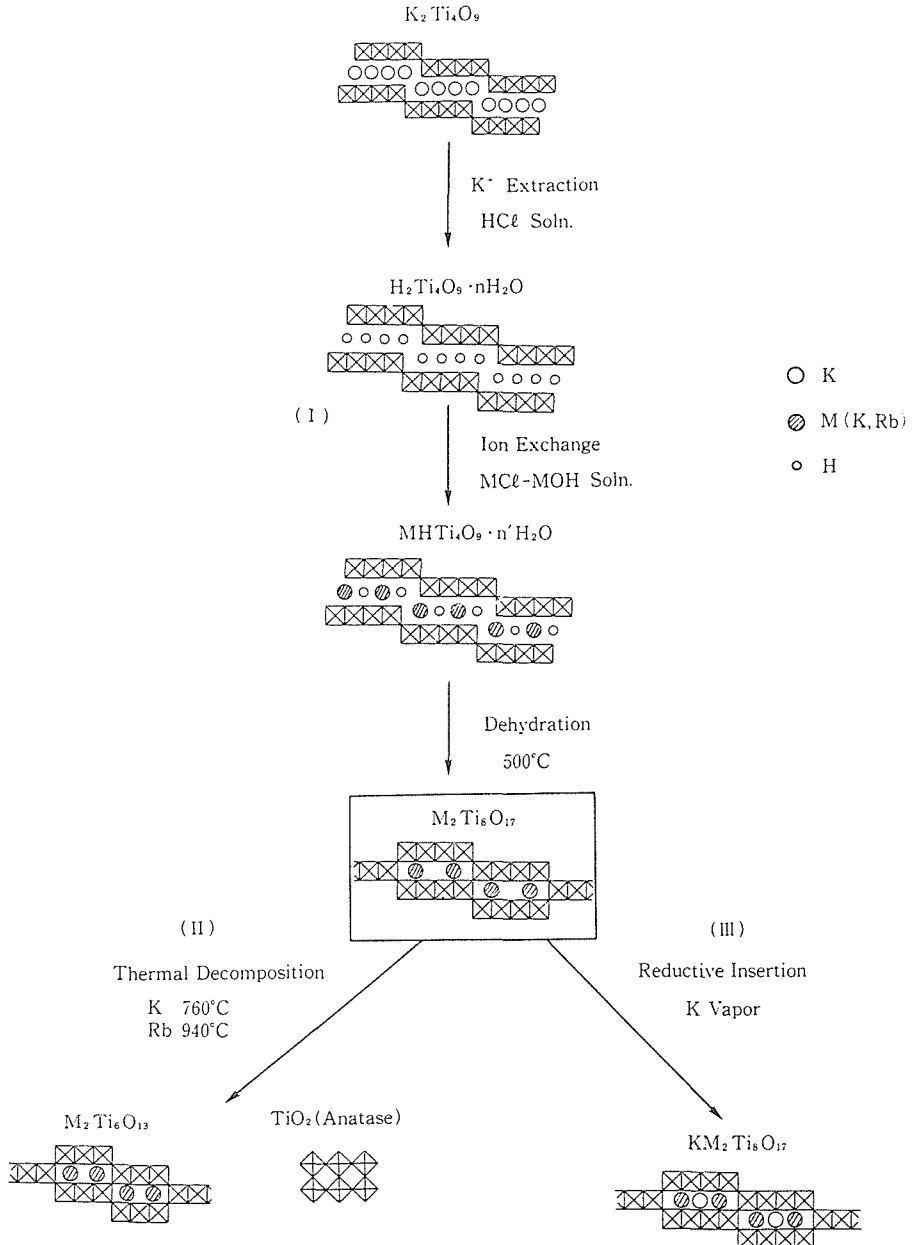 K₂Ti₄O₉
K⁺ Extraction
HCℓ Soln.
H₂Ti₄O₉·nH₂O
(I)
Ion Exchange
MCℓ-MOH Soln.
K
M(K,Rb)
H
MHTi₄O₉·n′H₂O
Dehydration
500°C
M₂Ti₈O₁₇
(II)
Thermal Decomposition
K 760°C
Rb 940°C
(III)
Reductive Insertion
K Vapor
M₂Ti₆O₁₃
TiO₂(Anatase)
KM₂Ti₈O₁₇